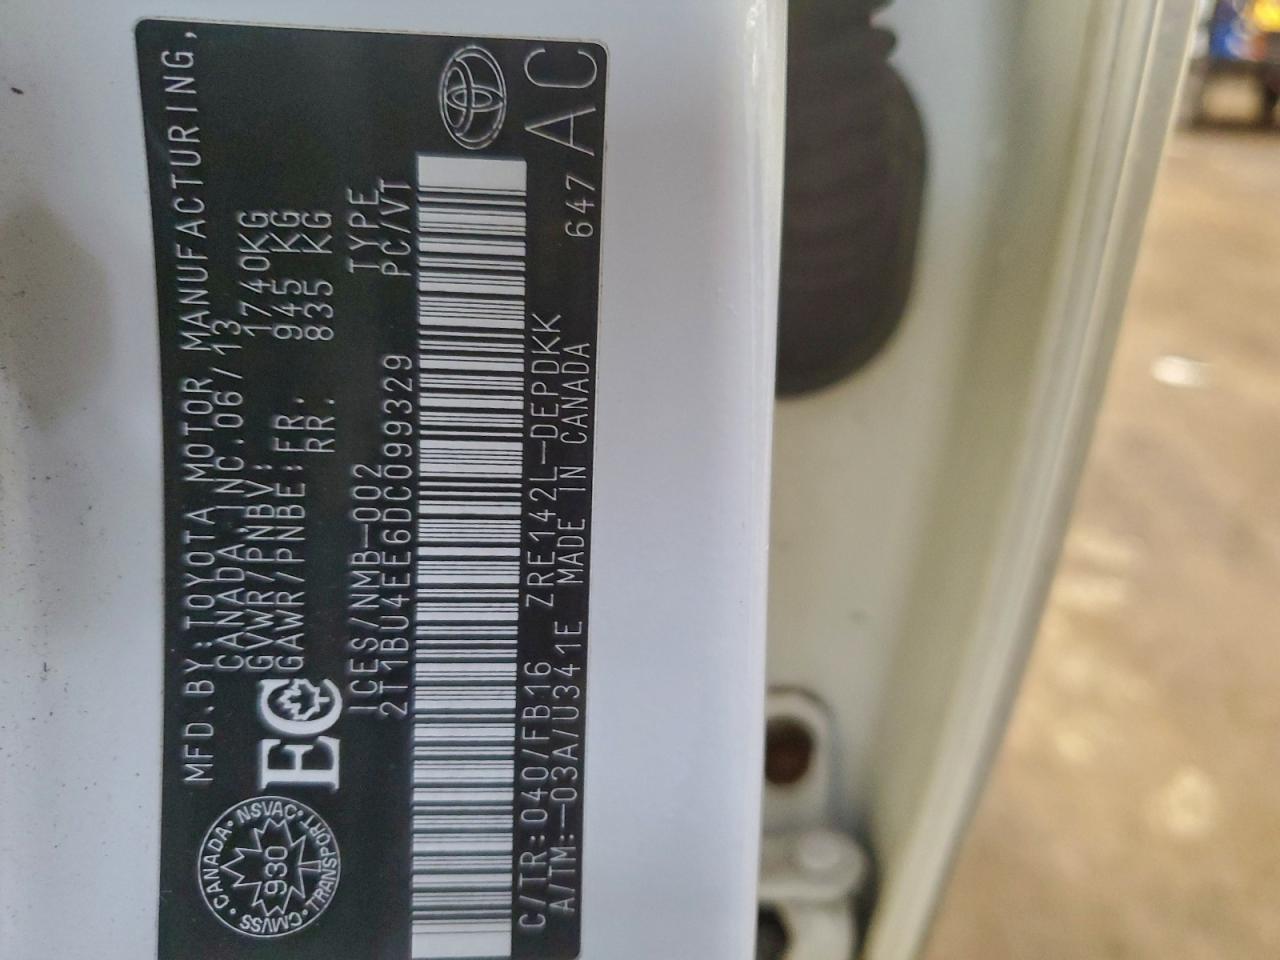 MFD.BY:TOYOTA MOTOR MANUFACTURING,
CANADA,INC.06/13
GVWR/PNBV: 1740KG
GAWR/PNBE:FR. 945 KG
RR. 835 KG
ICES/NMB-002 TYPE
2T1BU4EE6DC099329 PC/VT
C/TR:040/FB16 ZRE142L-DEPDKK
A/TM:-03A/U341E MADE IN CANADA 647
AC
EC
CANADA · NSVAC · TRANSPORT · CMVSS
930